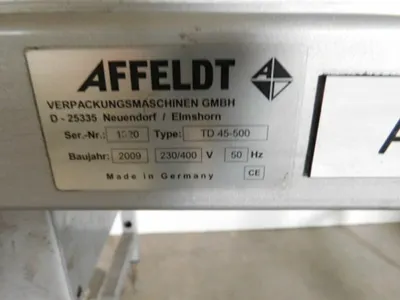 AFFELDT
VERPACKUNGSMASCHINEN GMBH
D - 25335 Neuendorf / Elmshorn
Ser.-Nr.: Type: TD 45-500
Baujahr: 2009 230/400 V 50 Hz
Made in Germany CE
A